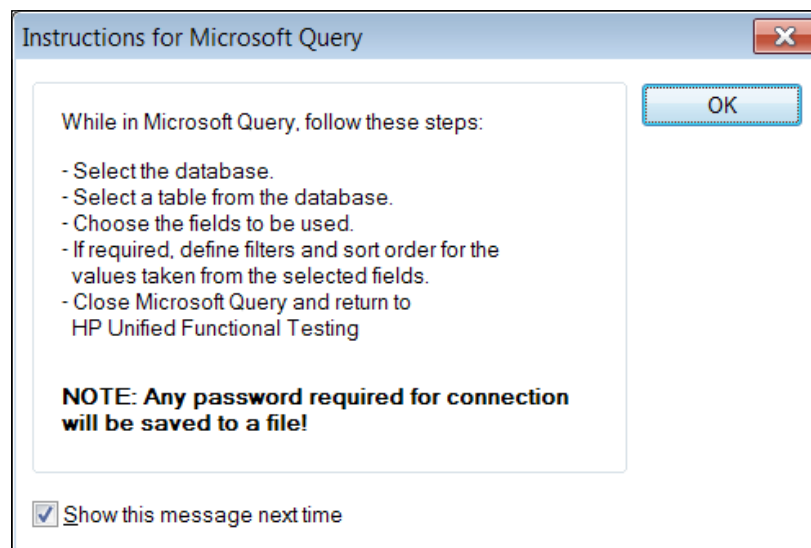 Instructions for Microsoft Query
While in Microsoft Query, follow these steps:
- Select the database.
- Select a table from the database.
- Choose the fields to be used.
- If required, define filters and sort order for the
values taken from the selected fields.
- Close Microsoft Query and return to
HP Unified Functional Testing
NOTE: Any password required for connection
will be saved to a file!
OK
Show this message next time